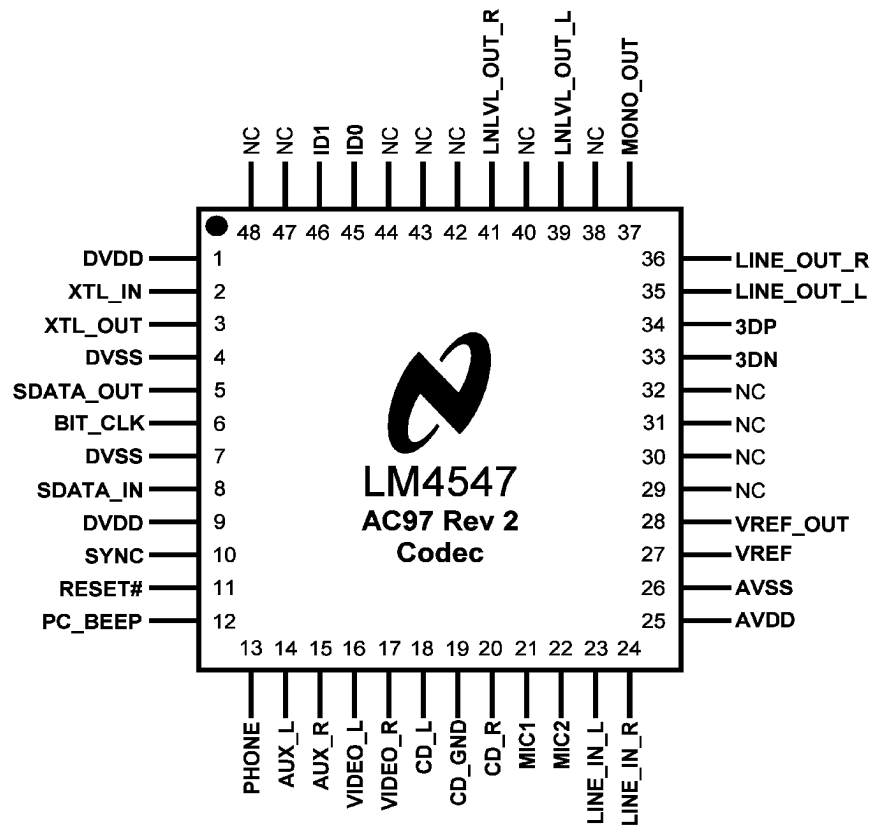 NC
NC
ID1
ID0
NC
NC
NC
LNLVL_OUT_R
NC
LNLVL_OUT_L
NC
MONO_OUT
48 47 46 45 44 43 42 41 40 39 38 37
DVDD 1
XTL_IN 2
XTL_OUT 3
DVSS 4
SDATA_OUT 5
BIT_CLK 6
DVSS 7
SDATA_IN 8
DVDD 9
SYNC 10
RESET# 11
PC_BEEP 12
LM4547
AC97 Rev 2
Codec
36 LINE_OUT_R
35 LINE_OUT_L
34 3DP
33 3DN
32 NC
31 NC
30 NC
29 NC
28 VREF_OUT
27 VREF
26 AVSS
25 AVDD
13 14 15 16 17 18 19 20 21 22 23 24
PHONE
AUX_L
AUX_R
VIDEO_L
VIDEO_R
CD_L
CD_GND
CD_R
MIC1
MIC2
LINE_IN_L
LINE_IN_R